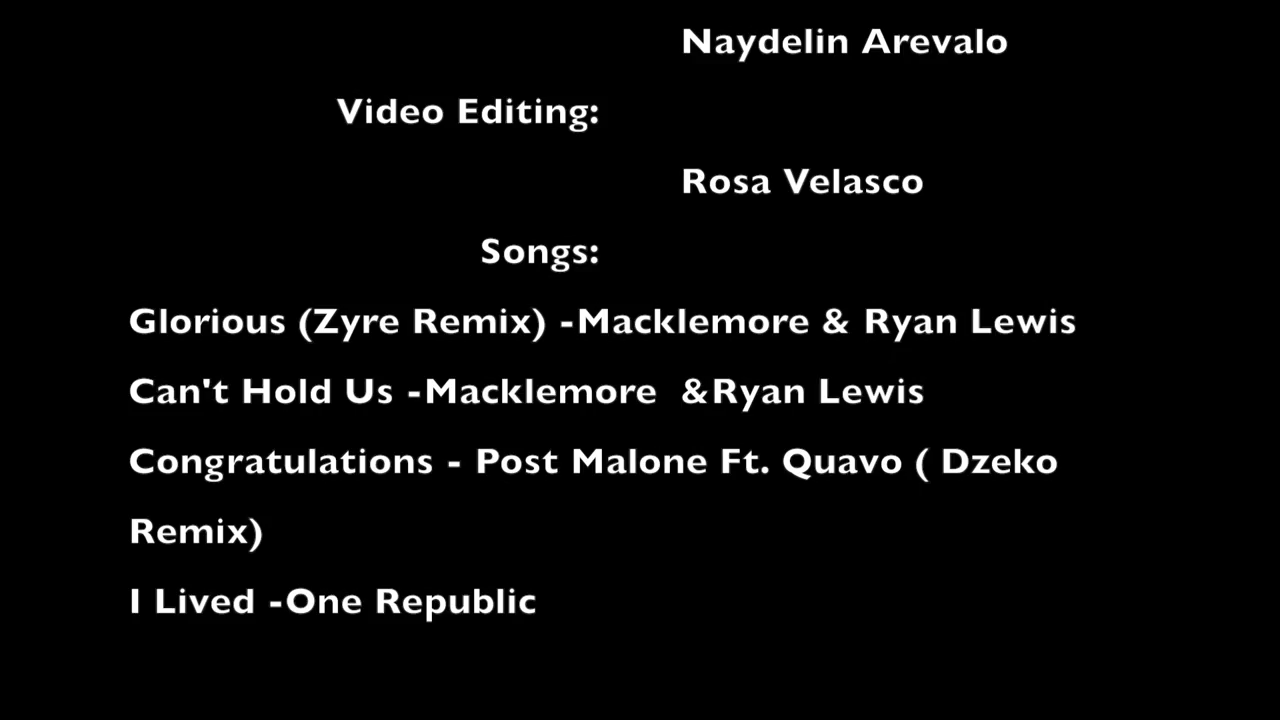 Naydelin Arevalo
Video Editing:
Rosa Velasco
Songs:
Glorious (Zyre Remix) -Macklemore & Ryan Lewis
Can't Hold Us -Macklemore  &Ryan Lewis
Congratulations - Post Malone Ft. Quavo ( Dzeko
Remix)
I Lived -One Republic